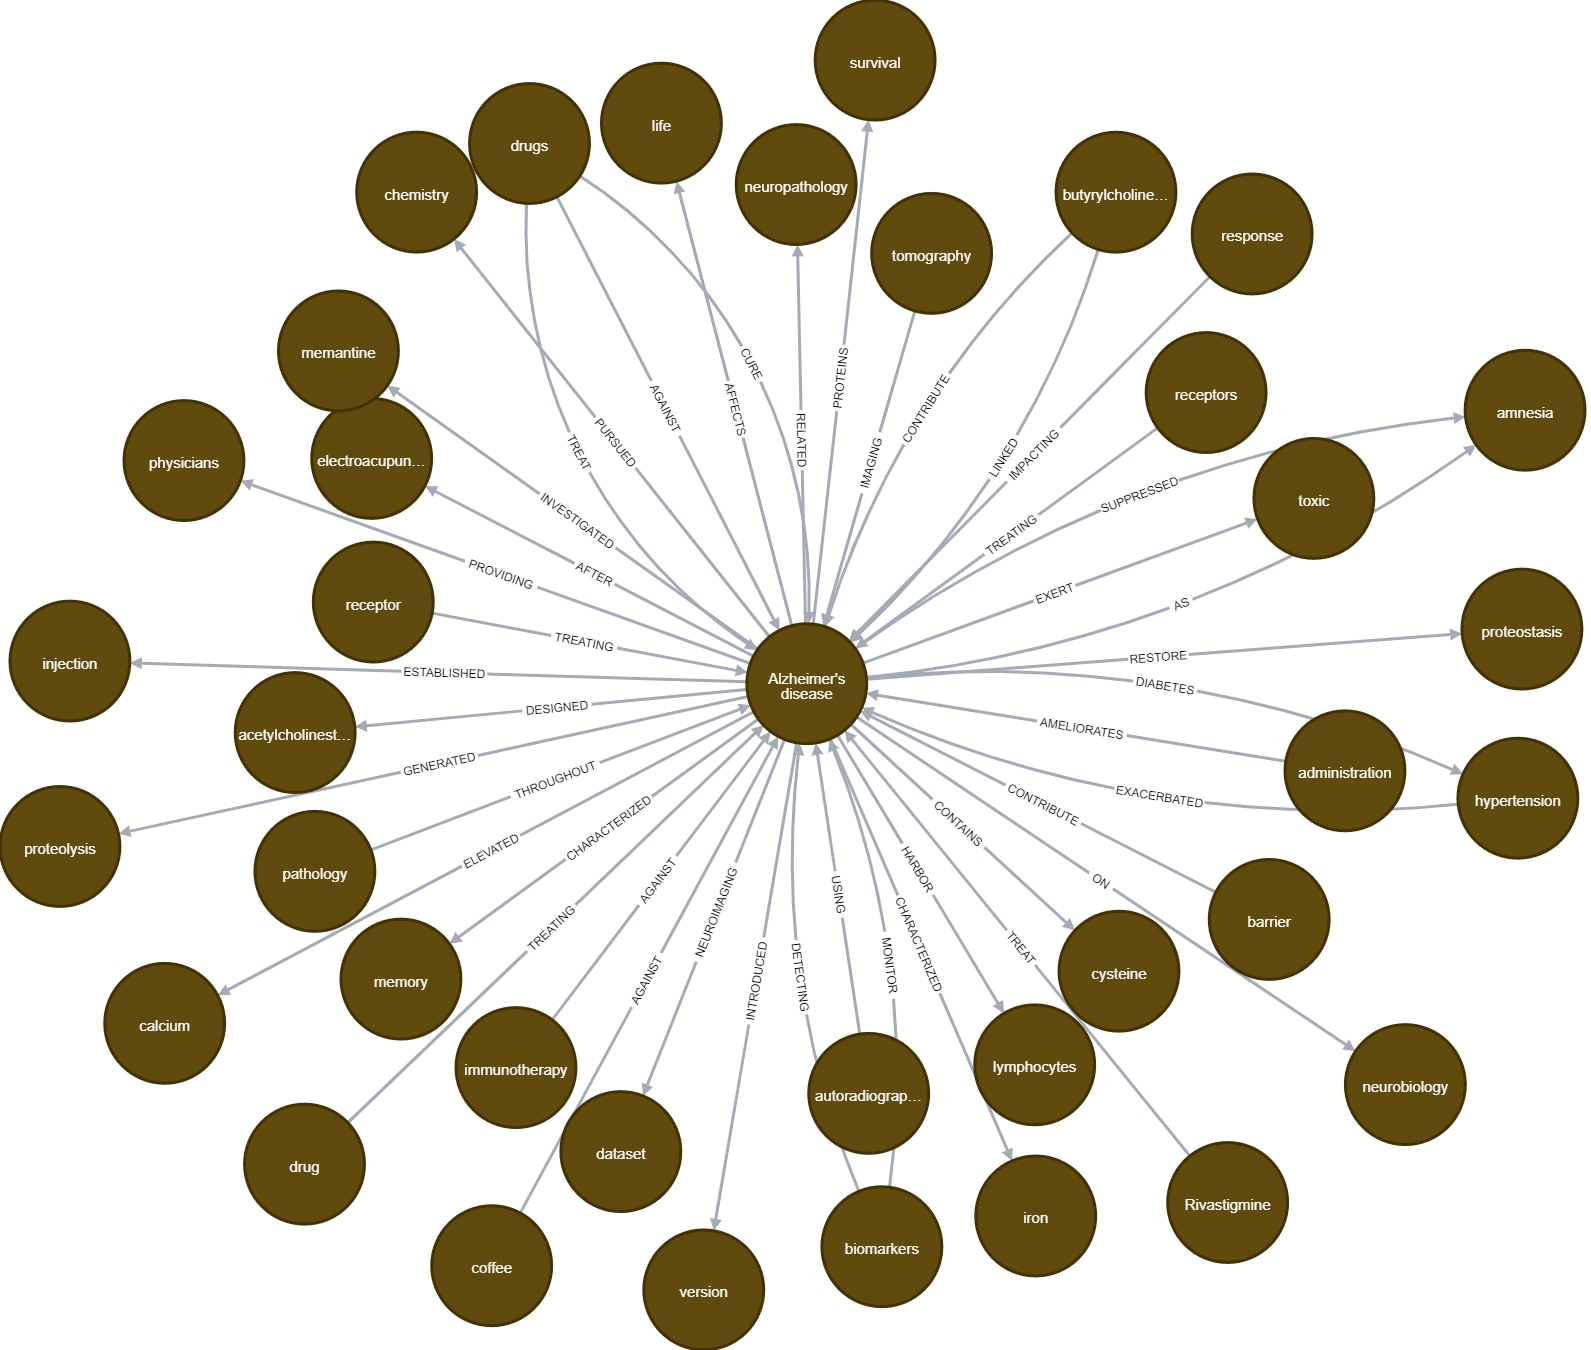 survival
life
drugs
neuropathology
chemistry
butyrylcholine...
response
tomography
CURE
PROTEINS
memantine
AGAINST
AFFECTS
CONTRIBUTE
receptors
amnesia
PURSUED
TREAT
RELATED
IMAGING
LINKED
IMPACTING
physicians
electroacupun...
SUPPRESSED
toxic
INVESTIGATED
TREATING
PROVIDING
AFTER
EXERT
AS
receptor
TREATING
proteostasis
injection
ESTABLISHED
RESTORE
Alzheimer's
disease
DIABETES
acetylcholinest...
DESIGNED
AMELIORATES
GENERATED
THROUGHOUT
administration
EXACERBATED
hypertension
CONTRIBUTE
CONTAINS
CHARACTERIZED
ELEVATED
proteolysis
pathology
HARBOR
AGAINST
USING
ON
barrier
NEUROIMAGING
TREATING
CHARACTERIZED
TREAT
MONITOR
DETECTING
INTRODUCED
AGAINST
cysteine
memory
calcium
immunotherapy
lymphocytes
autoradiograp...
neurobiology
drug
dataset
Rivastigmine
iron
coffee
biomarkers
version